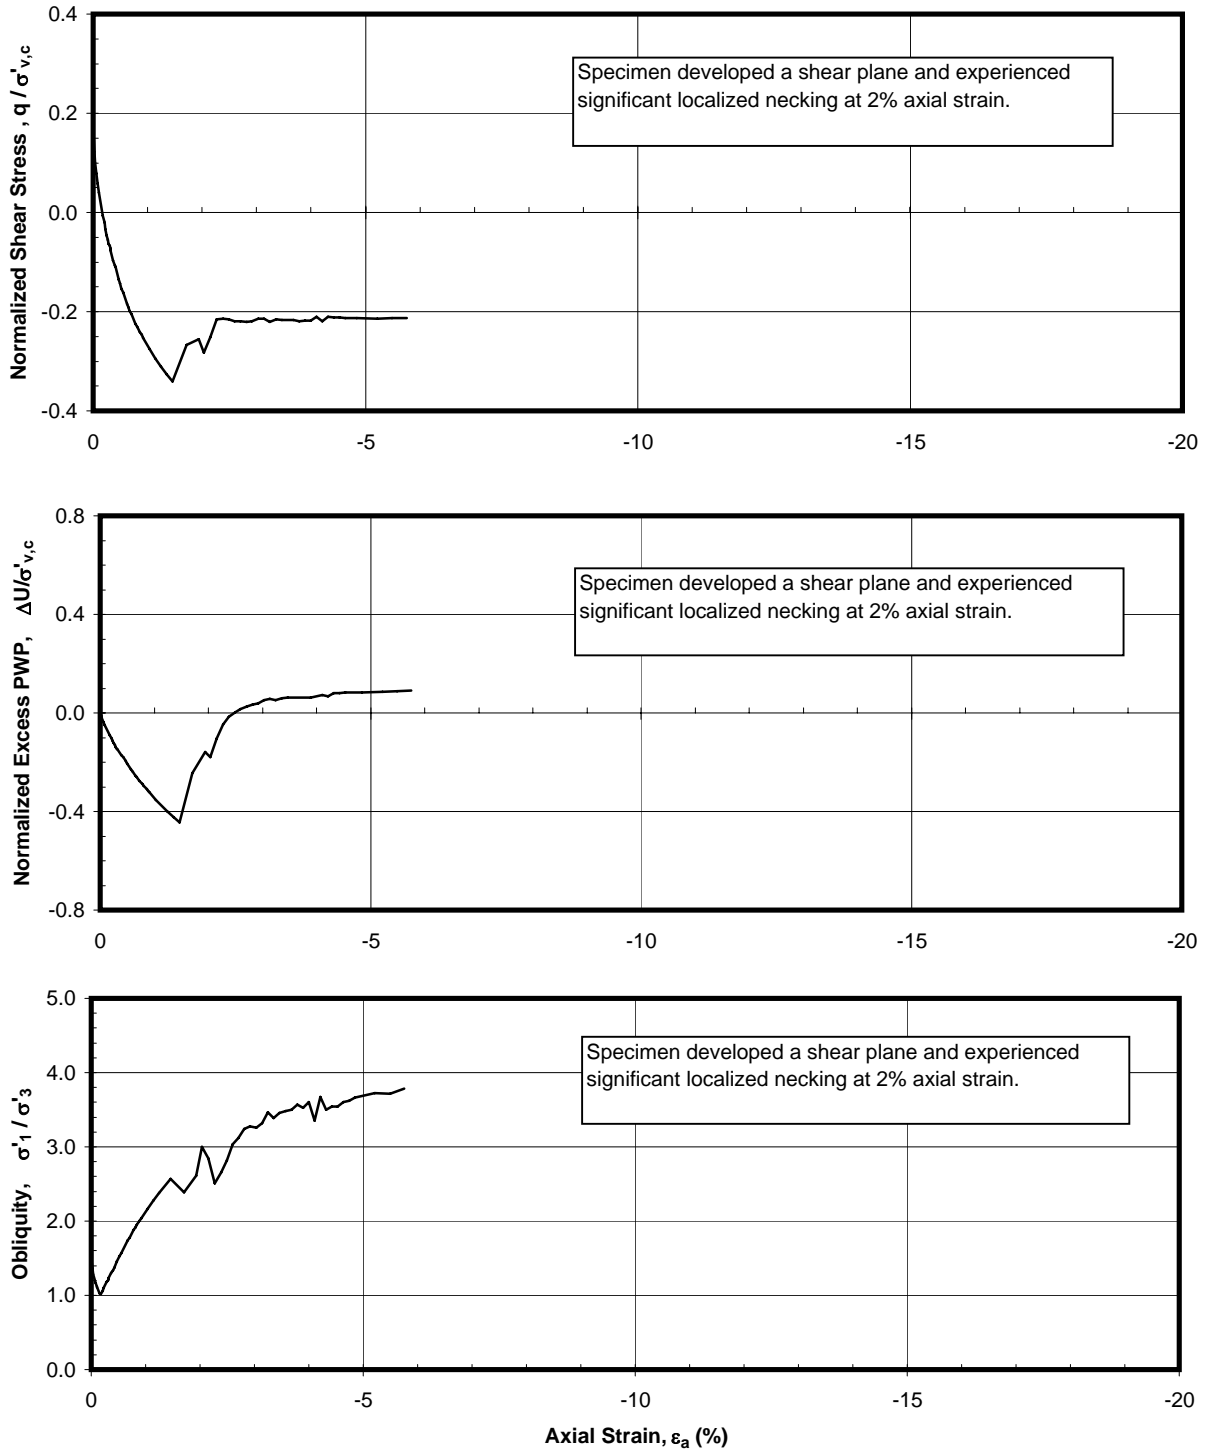 Normalized Shear Stress , q / σ'v,c
0.4
0.2
0.0
-0.2
-0.4
Specimen developed a shear plane and experienced
significant localized necking at 2% axial strain.
0 -5 -10 -15 -20
Normalized Excess PWP, ΔU/σ'v,c
0.8
0.4
0.0
-0.4
-0.8
Specimen developed a shear plane and experienced
significant localized necking at 2% axial strain.
0 -5 -10 -15 -20
Obliquity, σ'1 / σ'3
5.0
4.0
3.0
2.0
1.0
0.0
Specimen developed a shear plane and experienced
significant localized necking at 2% axial strain.
0 -5 -10 -15 -20
Axial Strain, εa (%)